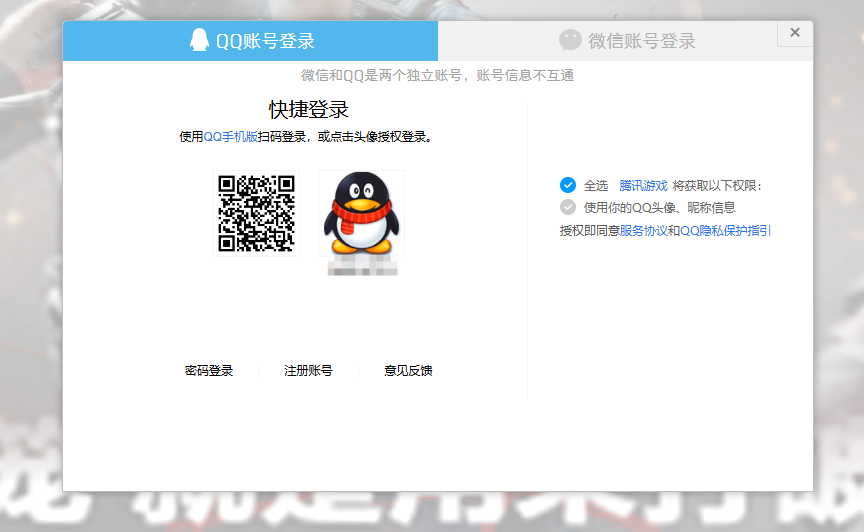 QQ账号登录
微信账号登录
×
微信和QQ是两个独立账号，账号信息不互通
快捷登录
使用QQ手机版扫码登录，或点击头像授权登录。
全选 腾讯游戏 将获取以下权限：
使用你的QQ头像、昵称信息
授权即同意服务协议和QQ隐私保护指引
密码登录
注册账号
意见反馈